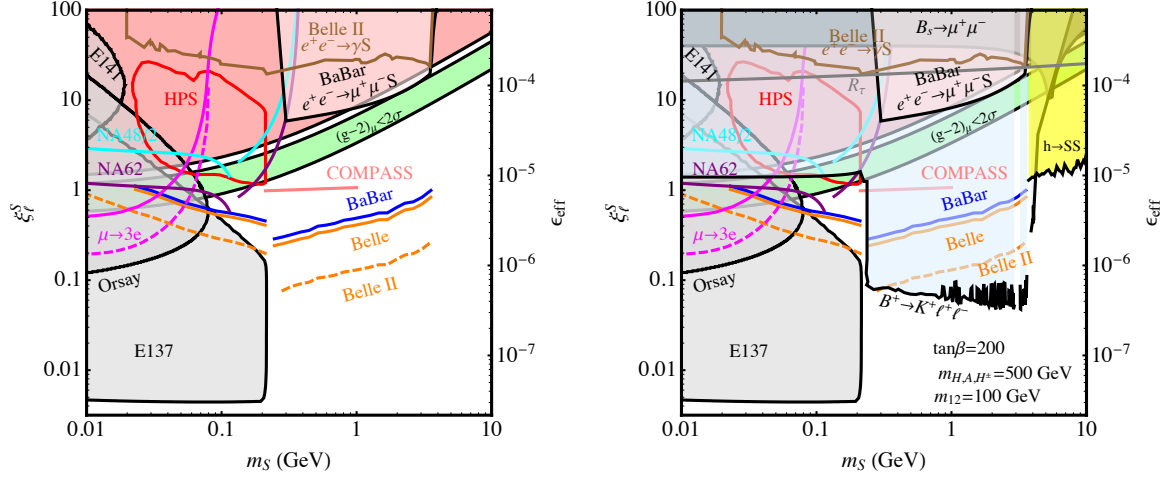 100
10
1
0.1
0.01
ξ_ℓ^S
E141
Belle II
e⁺e⁻→γS
BaBar
e⁺e⁻→μ⁺μ⁻S
HPS
(g−2)_μ<2σ
NA48/2
NA62
COMPASS
BaBar
μ→3e
Belle
Orsay
Belle II
E137
10⁻⁴
10⁻⁵
10⁻⁶
10⁻⁷
ϵ_eff
0.01
0.1
1
10
m_S (GeV)
100
10
1
0.1
0.01
ξ_ℓ^S
E141
B_s→μ⁺μ⁻
Belle II
e⁺e⁻→γS
BaBar
e⁺e⁻→μ⁺μ⁻S
R_τ
HPS
(g−2)_μ<2σ
h→SS
NA48/2
NA62
COMPASS
BaBar
μ→3e
Belle
Orsay
Belle II
B⁺→K⁺ℓ⁺ℓ⁻
E137
tanβ=200
m_{H,A,H^±}=500 GeV
m₁₂=100 GeV
10⁻⁴
10⁻⁵
10⁻⁶
10⁻⁷
ϵ_eff
0.01
0.1
1
10
m_S (GeV)